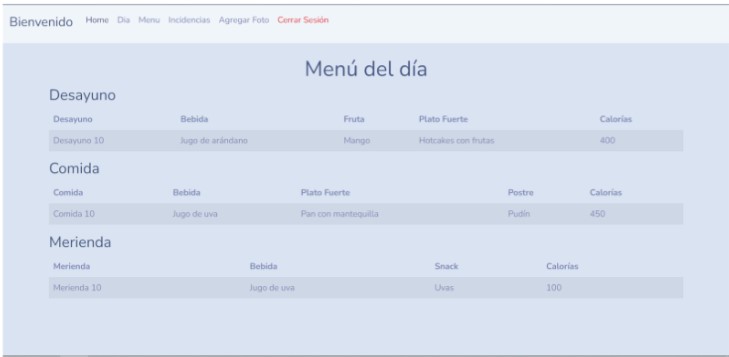 Bienvenido Home Dia Menu Incidencias Agregar Foto Cerrar Sesión
Menú del día
Desayuno
Desayuno Bebida Fruta Plato Fuerte Calorías
Desayuno 10 Jugo de arándano Mango Hotcakes con frutas 400
Comida
Comida Bebida Plato Fuerte Postre Calorías
Comida 10 Jugo de uva Pan con mantequilla Pudín 450
Merienda
Merienda Bebida Snack Calorías
Merienda 10 Jugo de uva Uvas 100